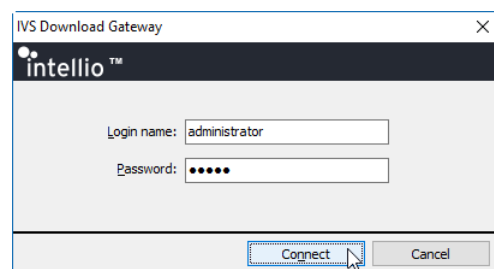 IVS Download Gateway
intellio™
Login name: administrator
Password: ●●●●●
Connect Cancel